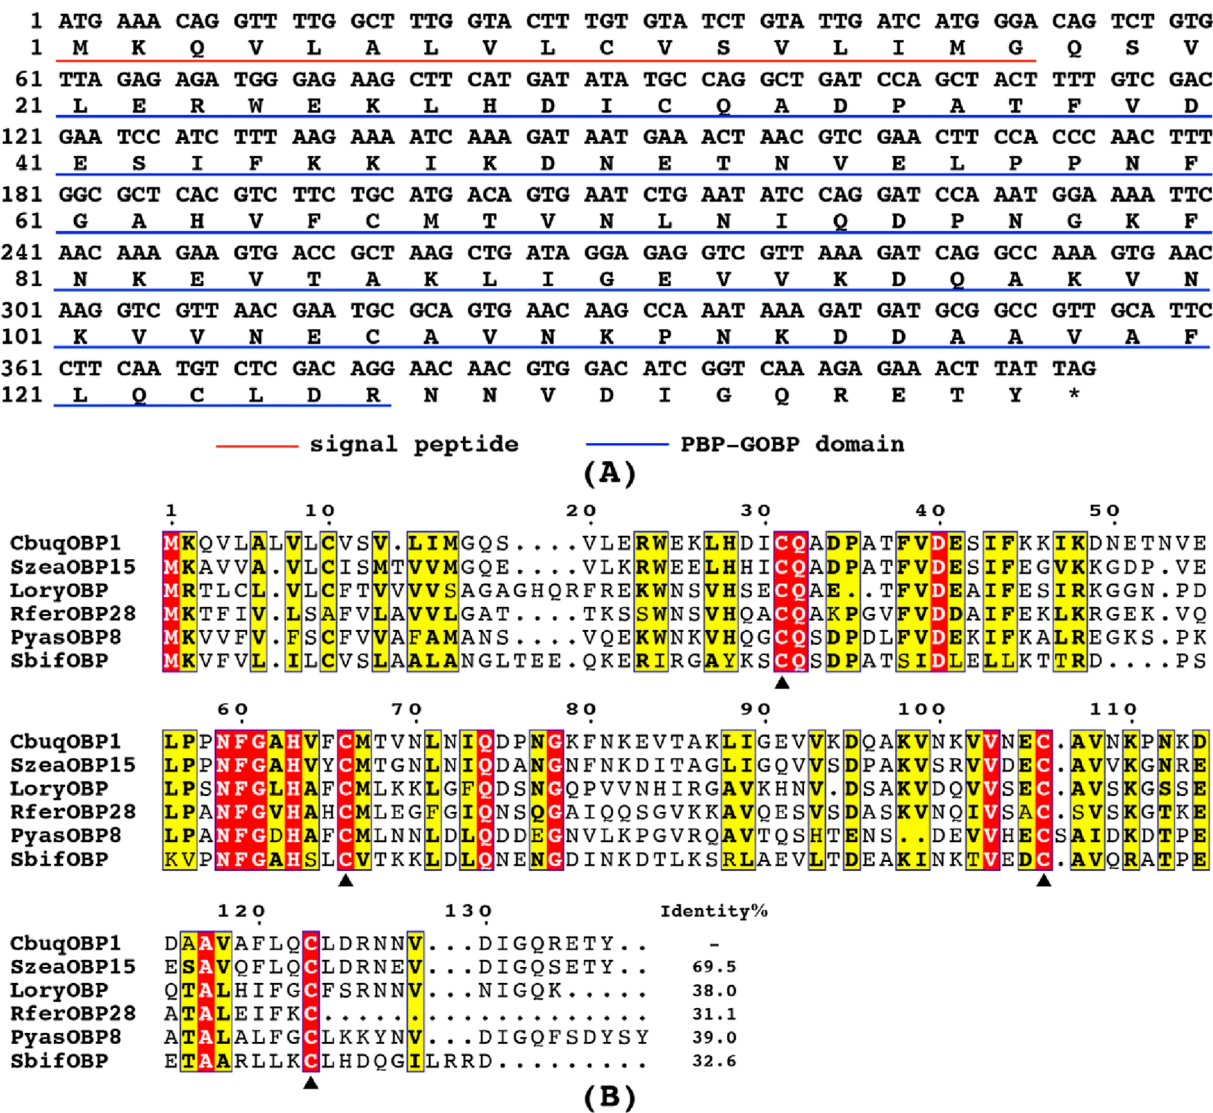 1 ATG AAA CAG GTT TTG GCT TTG GTA CTT TGT GTA TCT GTA TTG ATC ATG GGA CAG TCT GTG
1 M K Q V L A L V L C V S V L I M G Q S V
61 TTA GAG AGA TGG GAG AAG CTT CAT GAT ATA TGC CAG GCT GAT CCA GCT ACT TTT GTC GAC
21 L E R W E K L H D I C Q A D P A T F V D
121 GAA TCC ATC TTT AAG AAA ATC AAA GAT AAT GAA ACT AAC GTC GAA CTT CCA CCC AAC TTT
41 E S I F K K I K D N E T N V E L P P N F
181 GGC GCT CAC GTC TTC TGC ATG ACA GTG AAT CTG AAT ATC CAG GAT CCA AAT GGA AAA TTC
61 G A H V F C M T V N L N I Q D P N G K F
241 AAC AAA GAA GTG ACC GCT AAG CTG ATA GGA GAG GTC GTT AAA GAT CAG GCC AAA GTG AAC
81 N K E V T A K L I G E V V K D Q A K V N
301 AAG GTC GTT AAC GAA TGC GCA GTG AAC AAG CCA AAT AAA GAT GAT GCG GCC GTT GCA TTC
101 K V V N E C A V N K P N K D D A A V A F
361 CTT CAA TGT CTC GAC AGG AAC AAC GTG GAC ATC GGT CAA AGA GAA ACT TAT TAG
121 L Q C L D R N N V D I G Q R E T Y *
signal peptide PBP-GOBP domain
(A)
1 10 20 30 40 50
CbuqOBP1 MKQVLALVLCVSV.LIMGQS....VLERWEKLHDICQADPATFVDESIFKKIKDNETNVE
SzeaOBP15 MKAVVA.VLCISMTVVMGQE....VLKRWEELHHICQADPATFVDESIFEGVKKGDP.VE
LoryOBP MRTLCL.VLCFTVVVVSAGAGHQRFREKWNSVHSECQAE..TFVDEAIFESIRKGGN.PD
RferOBP28 MKTFIV.LSAFVLAVVLGAT....TKSSWNSVHQACQAKPGVFVDDAIFEKLKRGEK.VQ
PyasOBP8 MKVVFV.FSCFVVAFAMANS....VQEKWNKVHQGCQSDPDLFVDEKIFKALREGKS.PK
SbifOBP MKVFVL.ILCVSLAALANGLTEE.QKERIRGAYKSCQSDPATSIDLELLKTTRD....PS
60 70 80 90 100 110
CbuqOBP1 LPPNFGAHVFCMTVNLNIQDPNGKFNKEVTAKLIGEVVKDQAKVNKVVNEC.AVNKPNKD
SzeaOBP15 LPPNFGAHVYCMTGNLNIQDANGNFNKDITAGLIGQVVSDPAKVSRVVDEC.AVVKGNRE
LoryOBP LPSNFGLHAFCMLKKLGFQDSNGQPVVNHIRGAVKHNV.DSAKVDQVVSEC.AVSKGSSE
RferOBP28 LPANFGVHAHCMLEGFGIQNSQGAIQQSGVKKAVQESVSDASKVNQIVSAC.SVSKGTKE
PyasOBP8 LPANFGDHAFCMLNNLDLQDDEGNVLKPGVRQAVTQSHTENS..DEVVHECSAIDKDTPE
SbifOBP KVPNFGAHSLCVTKKLDLQNENGDINKDTLKSRLAEVLTDEAKINKTVEDC.AVQRATPE
120 130 Identity%
CbuqOBP1 DAAVAFLQCLDRNNV...DIGQRETY.. -
SzeaOBP15 ESAVQFLQCLDRNEV...DIGQSETY.. 69.5
LoryOBP QTALHIFGCFSRNNV...NIGQK..... 38.0
RferOBP28 ATALEIFKC................... 31.1
PyasOBP8 ATALALFGCLKKYNV...DIGQFSDYSY 39.0
SbifOBP ETAARLLKCLHDQGILRRD......... 32.6
(B)